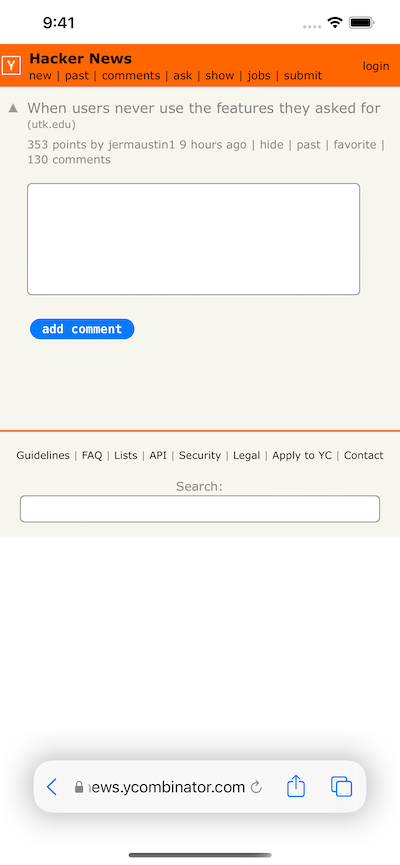 9:41
Y
Hacker News
new | past | comments | ask | show | jobs | submit
login
When users never use the features they asked for
(utk.edu)
353 points by jermaustin1 9 hours ago | hide | past | favorite |
130 comments
add comment
Guidelines | FAQ | Lists | API | Security | Legal | Apply to YC | Contact
Search:
ews.ycombinator.com